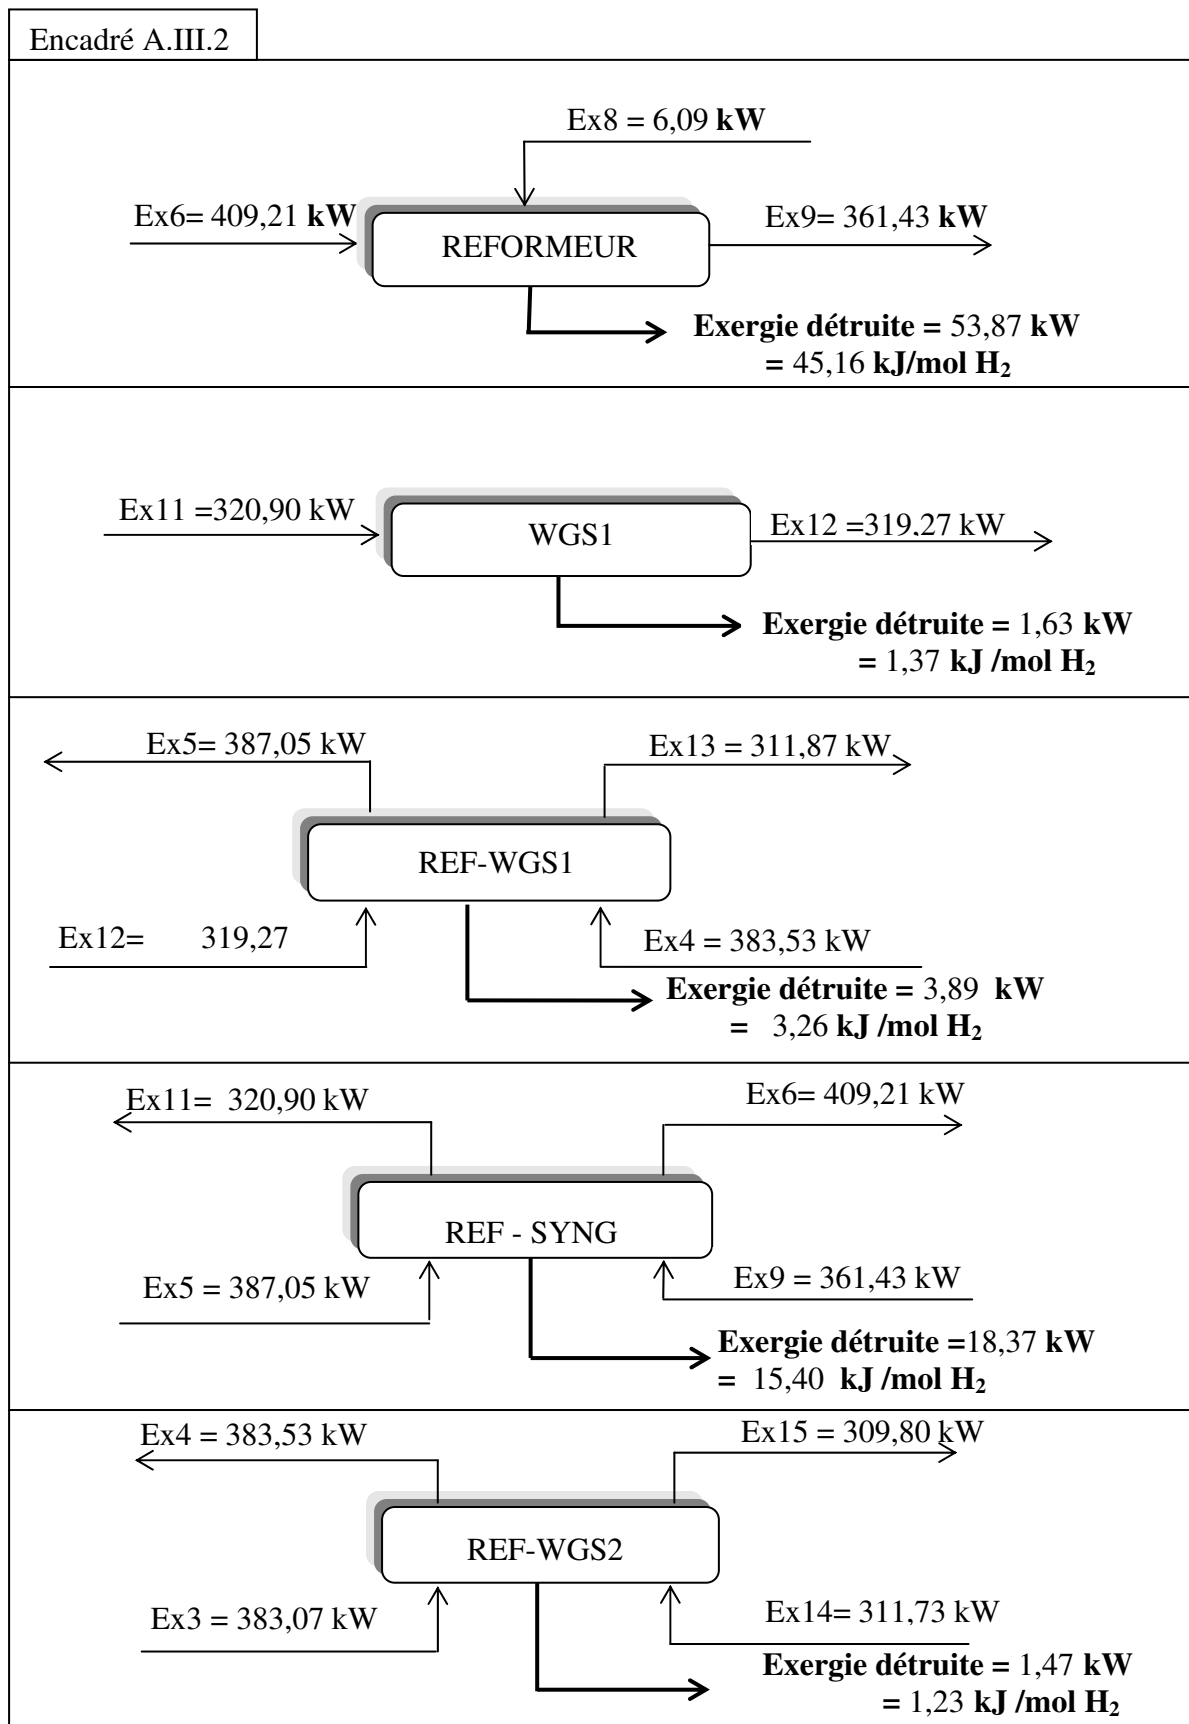 Encadré A.III.2
Ex8 = 6,09 kW
Ex6= 409,21 kW
Ex9= 361,43 kW
REFORMEUR
Exergie détruite = 53,87 kW
= 45,16 kJ/mol H₂
Ex11 =320,90 kW
Ex12 =319,27 kW
WGS1
Exergie détruite = 1,63 kW
= 1,37 kJ /mol H₂
Ex5= 387,05 kW
Ex13 = 311,87 kW
REF-WGS1
Ex12= 319,27
Ex4 = 383,53 kW
Exergie détruite = 3,89 kW
= 3,26 kJ /mol H₂
Ex11= 320,90 kW
Ex6= 409,21 kW
REF - SYNG
Ex5 = 387,05 kW
Ex9 = 361,43 kW
Exergie détruite =18,37 kW
= 15,40 kJ /mol H₂
Ex4 = 383,53 kW
Ex15 = 309,80 kW
REF-WGS2
Ex3 = 383,07 kW
Ex14= 311,73 kW
Exergie détruite = 1,47 kW
= 1,23 kJ /mol H₂